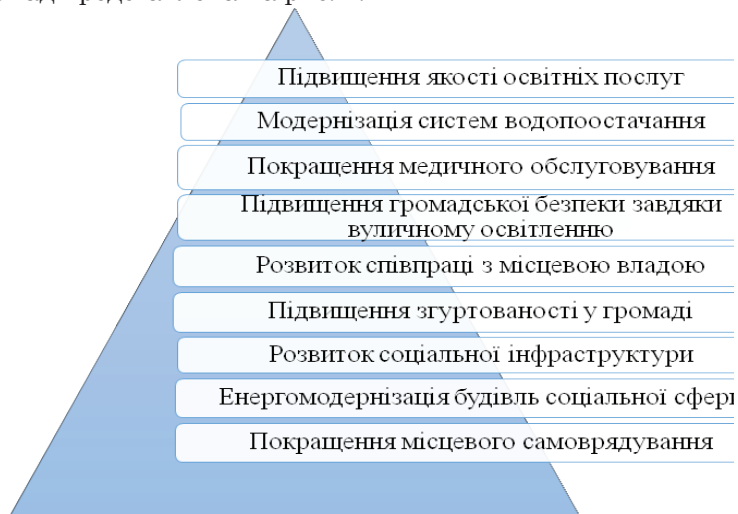 Підвищення якості освітніх послуг
Модернізація систем водопоостачання
Покращення медичного обслуговування
Підвищення громадської безпеки завдяки
вуличному освітленню
Розвиток співпраці з місцевою владою
Підвищення згуртованості у громаді
Розвиток соціальної інфраструктури
Енергомодернізація будівль соціальної
Покращення місцевого самоврядування